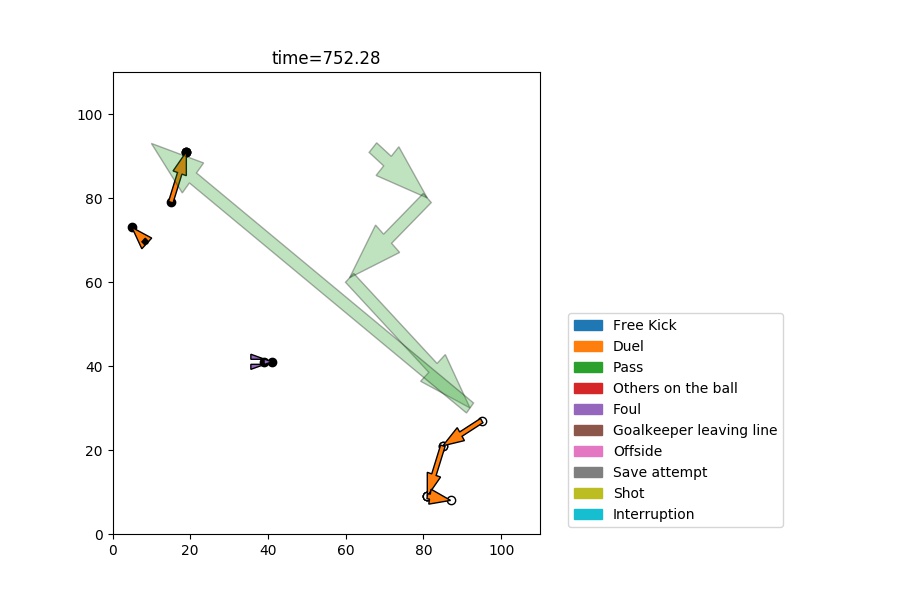 time=752.28
100
80
60
40
20
0
0 20 40 60 80 100
Free Kick
Duel
Pass
Others on the ball
Foul
Goalkeeper leaving line
Offside
Save attempt
Shot
Interruption